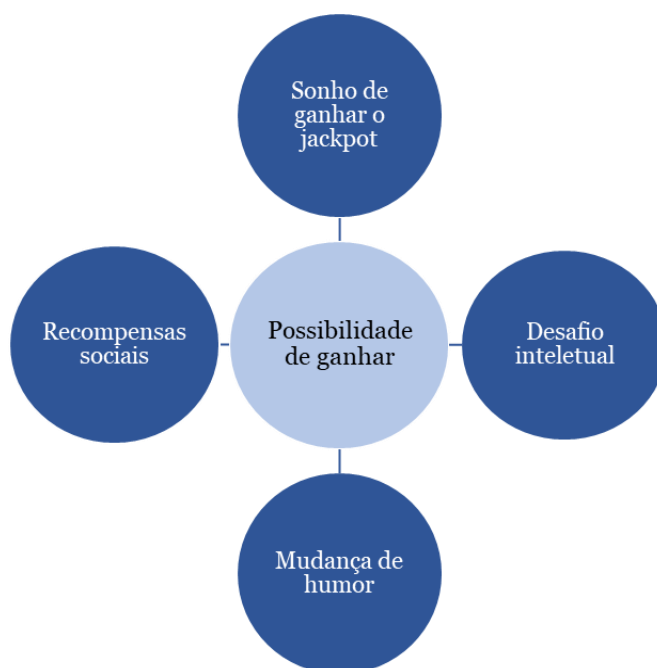 Sonho de
ganhar o
jackpot
Recompensas
sociais
Possibilidade
de ganhar
Desafio
inteletual
Mudança de
humor